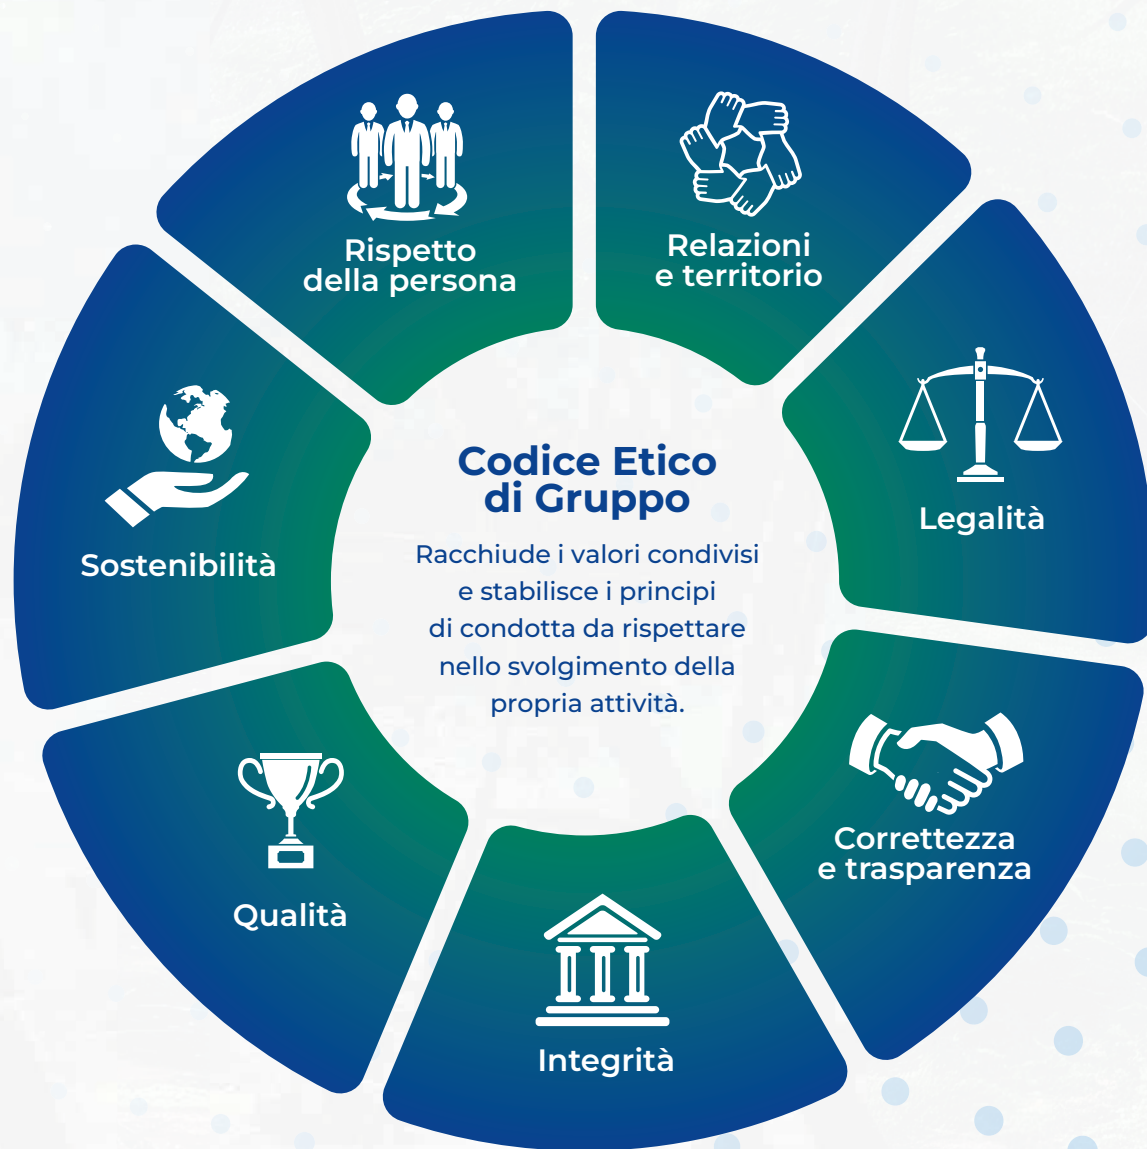 Rispetto
della persona
Relazioni
e territorio
Legalità
Correttezza
e trasparenza
Integrità
Qualità
Sostenibilità
Codice Etico
di Gruppo
Racchiude i valori condivisi
e stabilisce i principi
di condotta da rispettare
nello svolgimento della
propria attività.